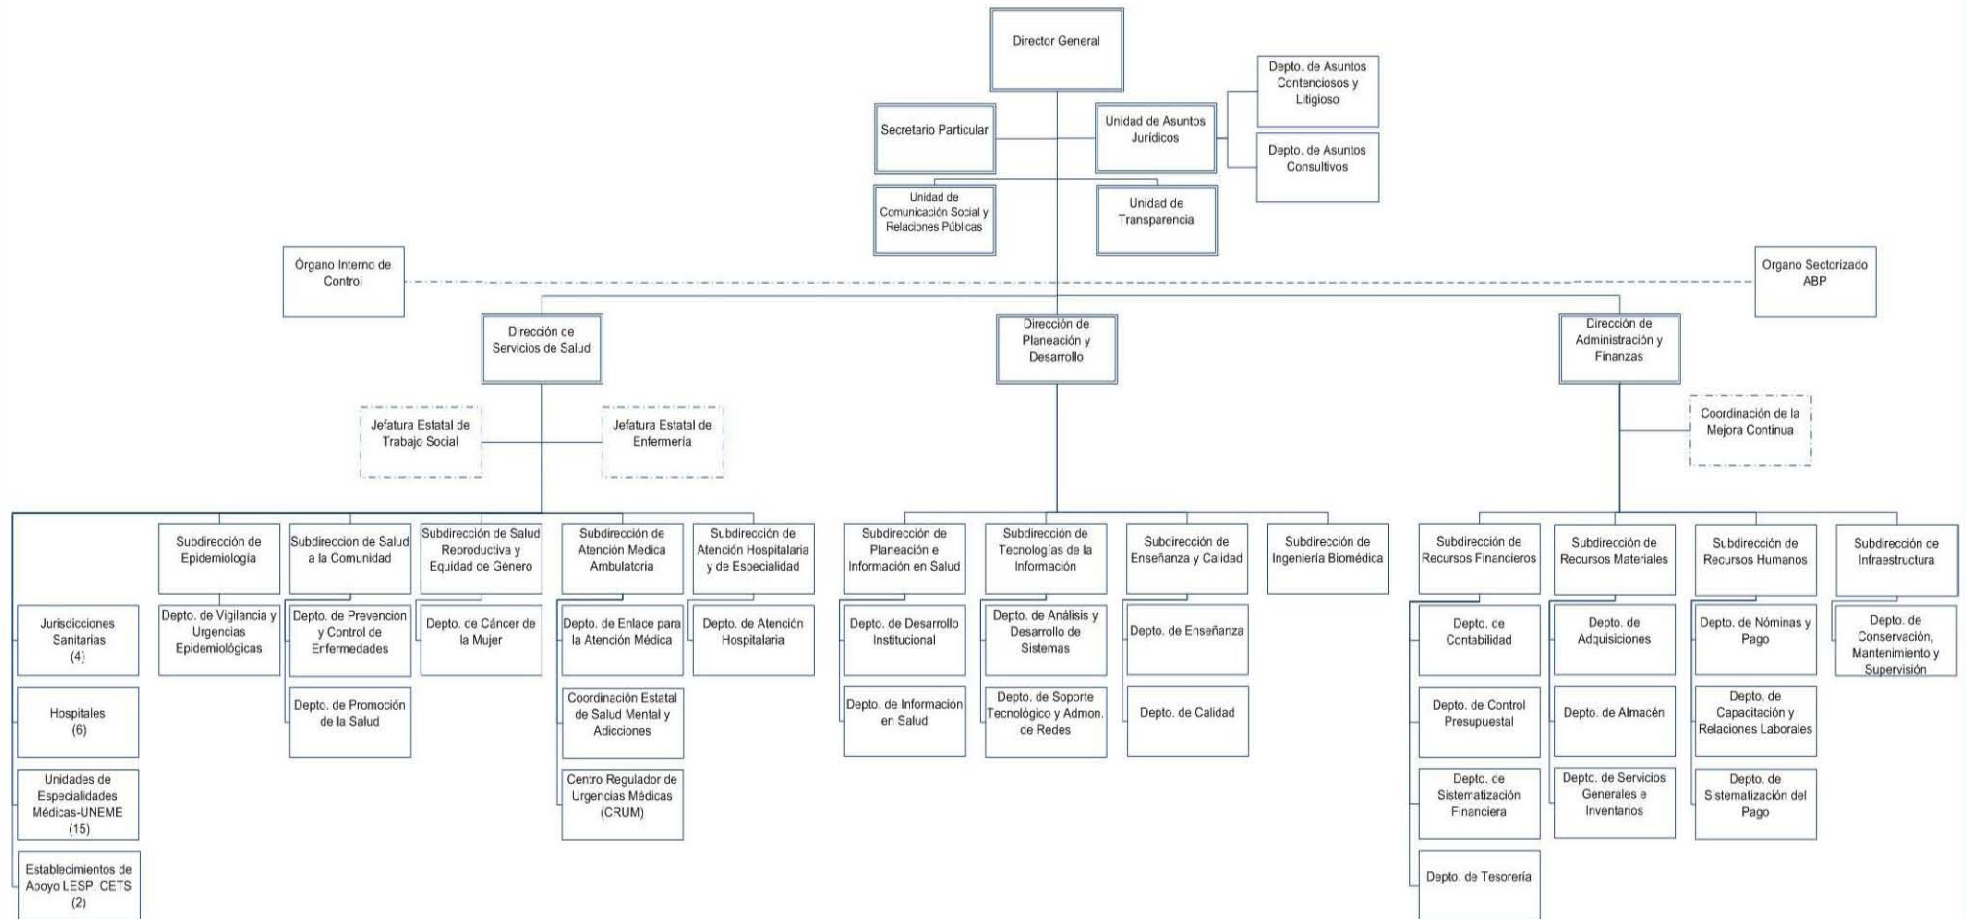 Director General
Depto. de Asuntos
Contenciosos y
Litigioso
Secretario Particular
Unidad de Asuntos
Jurídicos
Depto. de Asuntos
Consultivos
Unidad de
Comunicación Social y
Relaciones Públicas
Unidad de
Transparencia
Órgano Interno de
Control
Organo Sectorizado
ABP
Dirección de
Servicios de Salud
Dirección de
Planeación y
Desarrollo
Dirección de
Administración y
Finanzas
Jefatura Estatal de
Trabajo Social
Jefatura Estatal de
Enfermería
Coordinación de la
Mejora Continua
Subdirección de
Epidemiología
Subdirección de Salud
a la Comunidad
Subdirección de Salud
Reproductiva y
Equidad de Género
Subdirección de
Atención Medica
Ambulatoria
Subdirección de
Atención Hospitalaria
y de Especialidad
Subdirección de
Planeación e
Información en Salud
Subdirección de
Tecnologías de la
Información
Subdirección de
Enseñanza y Calidad
Subdirección de
Ingeniería Biomédica
Subdirección de
Recursos Financieros
Subdirección de
Recursos Materiales
Subdirección de
Recursos Humanos
Subdirección de
Infraestructura
Jurisdicciones
Sanitarias
(4)
Depto. de Vigilancia y
Urgencias
Epidemiológicas
Depto. de Prevención
y Control de
Enfermedades
Depto. de Cáncer de
la Mujer
Depto. de Enlace para
la Atención Médica
Depto. de Atención
Hospitalaria
Depto. de Desarrollo
Institucional
Depto. de Análisis y
Desarrollo de
Sistemas
Depto. de Enseñanza
Depto. de
Contabilidad
Depto. de
Adquisiciones
Depto. de Nóminas y
Pago
Depto. de
Conservación,
Mantenimiento y
Supervisión
Hospitales
(6)
Depto. de Promoción
de la Salud
Coordinación Estatal
de Salud Mental y
Adicciones
Depto. de Información
en Salud
Depto. de Soporte
Tecnológico y Admon.
de Redes
Depto. de Calidad
Depto. de Control
Presupuestal
Depto. de Almacén
Depto. de
Capacitación y
Relaciones Laborales
Unidades de
Especialidades
Médicas-UNEME
(15)
Centro Regulador de
Urgencias Médicas
(CRUM)
Depto. de
Sistematización
Financiera
Depto. de Servicios
Generales e
Inventarios
Depto. de
Sistematización del
Pago
Establecimientos de
Apoyo LESP, CETS
(2)
Depto. de Tesorería